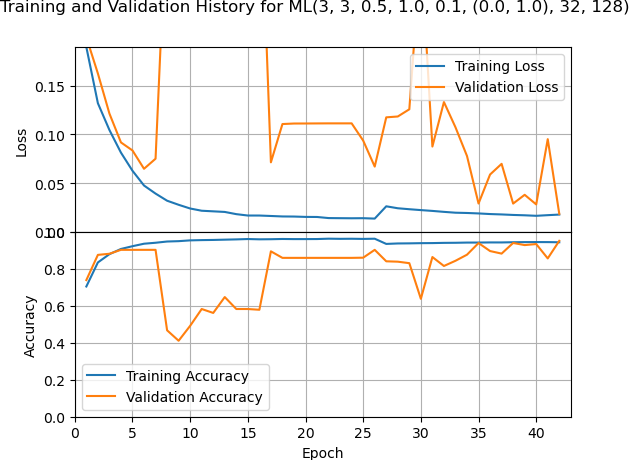 Training and Validation History for ML(3, 3, 0.5, 1.0, 0.1, (0.0, 1.0), 32, 128)
Loss
0.15
0.10
0.05
0.00
Training Loss
Validation Loss
Accuracy
1.0
0.8
0.6
0.4
0.2
0.0
Training Accuracy
Validation Accuracy
0 5 10 15 20 25 30 35 40
Epoch